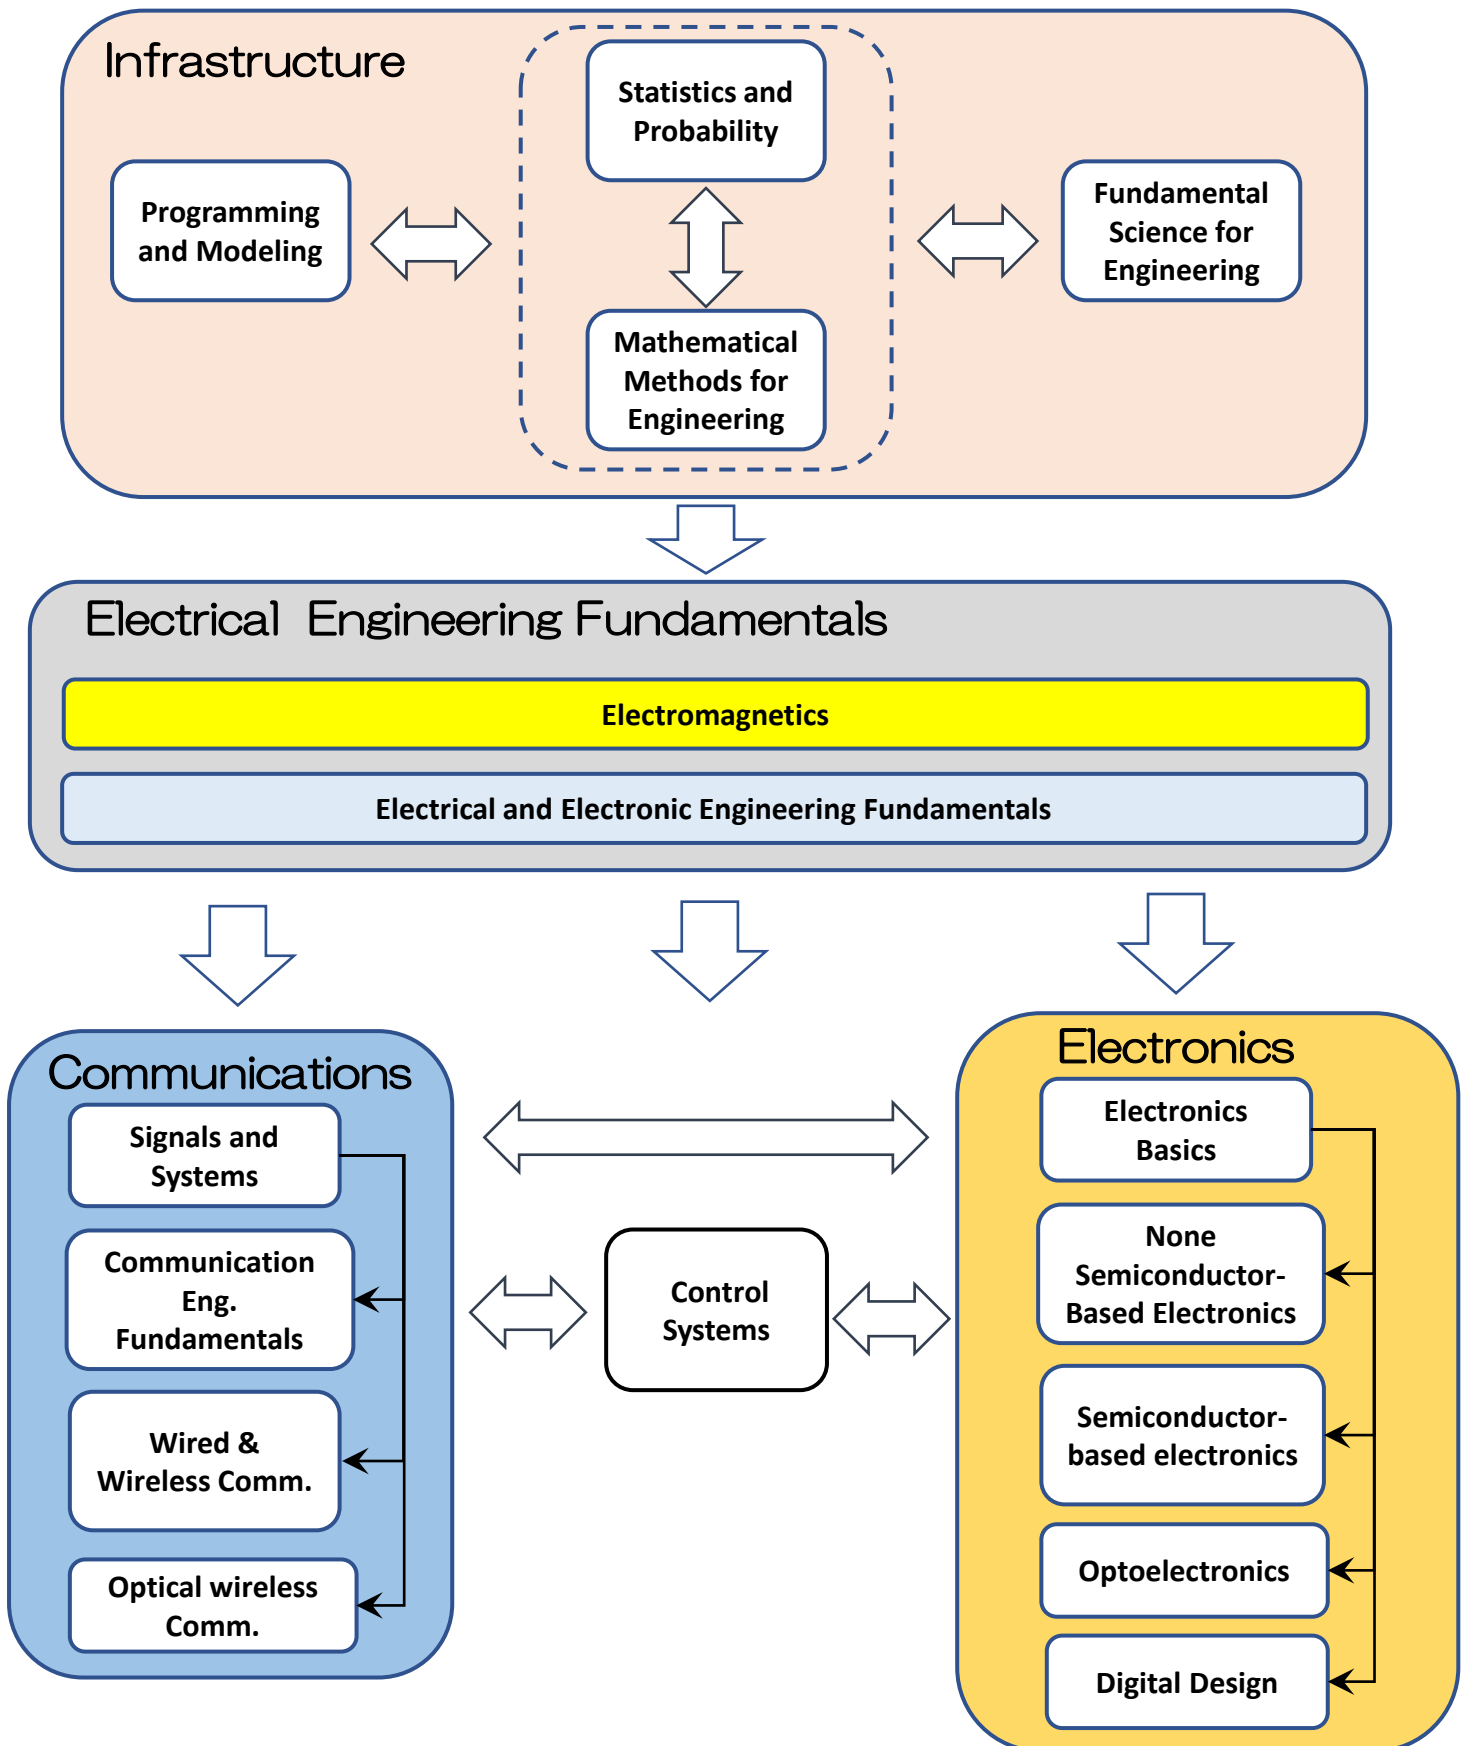 Infrastructure
Statistics and
Probability
Programming
and Modeling
Fundamental
Science for
Engineering
Mathematical
Methods for
Engineering
Electrical Engineering Fundamentals
Electromagnetics
Electrical and Electronic Engineering Fundamentals
Communications
Signals and
Systems
Communication
Eng.
Fundamentals
Wired &
Wireless Comm.
Optical wireless
Comm.
Control
Systems
Electronics
Electronics
Basics
None
Semiconductor-
Based Electronics
Semiconductor-
based electronics
Optoelectronics
Digital Design